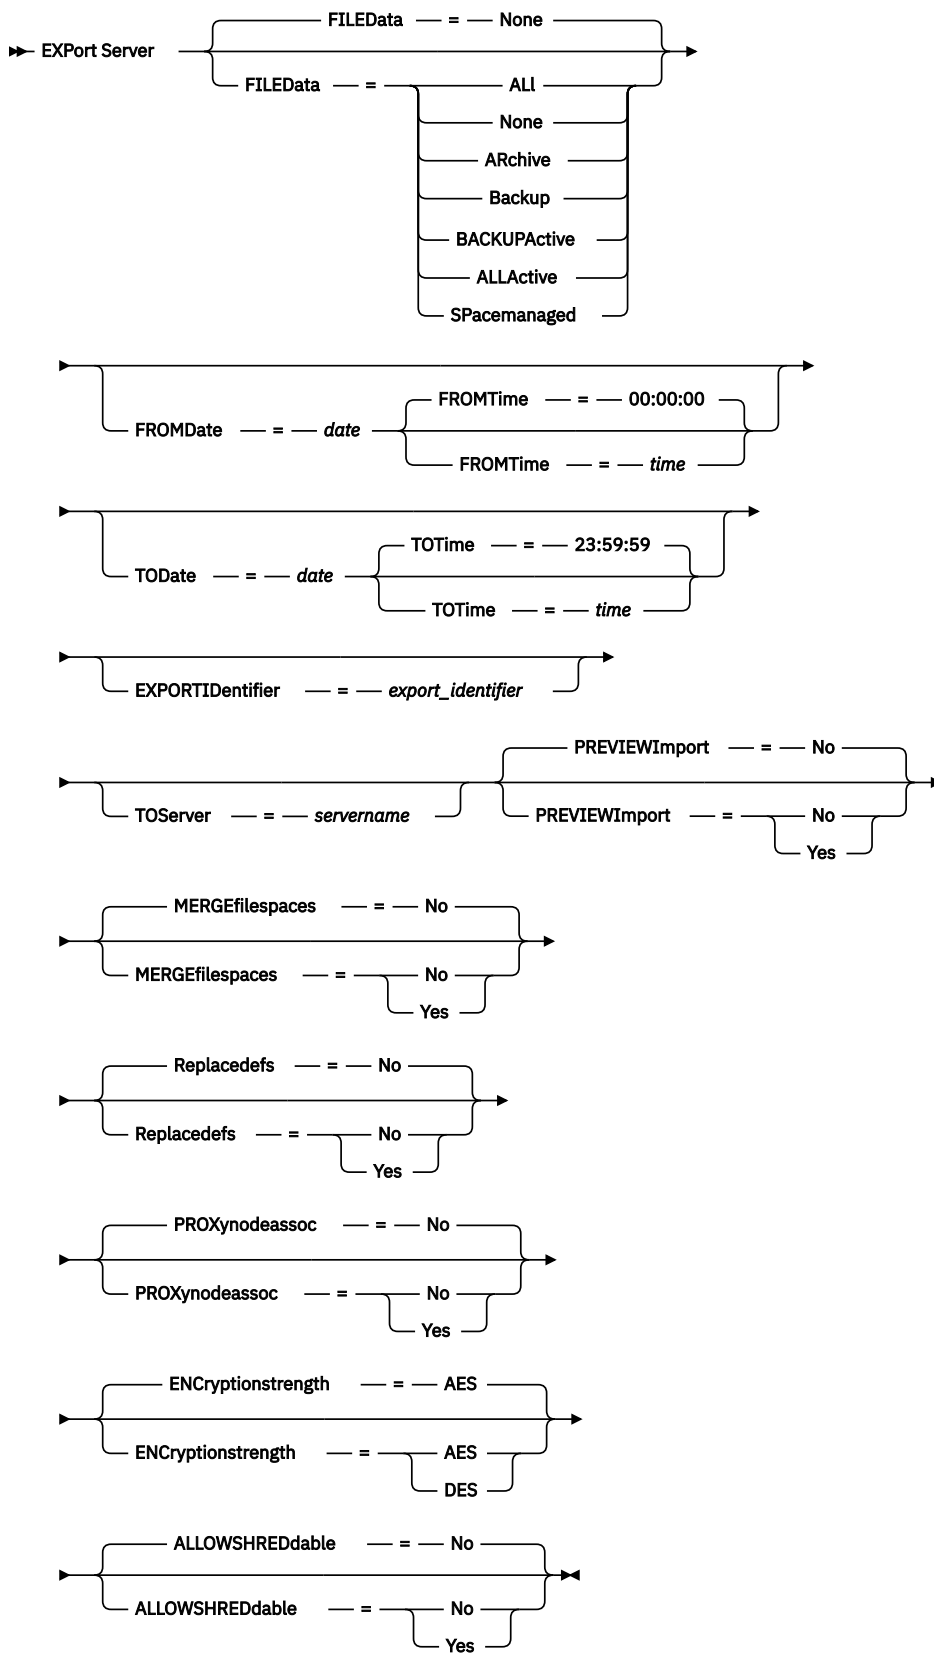 FILEData = None
EXPort Server
FILEData = ALl
None
ARchive
Backup
BACKUPActive
ALLActive
SPacemanaged
FROMTime = 00:00:00
FROMDate = date
FROMTime = time
TOTime = 23:59:59
TODate = date
TOTime = time
EXPORTIDentifier = export_identifier
PREVIEWImport = No
TOServer = servername PREVIEWImport = No
Yes
MERGEfilespaces = No
MERGEfilespaces = No
Yes
Replacedefs = No
Replacedefs = No
Yes
PROXynodeassoc = No
PROXynodeassoc = No
Yes
ENCryptionstrength = AES
ENCryptionstrength = AES
DES
ALLOWSHREDdable = No
ALLOWSHREDdable = No
Yes